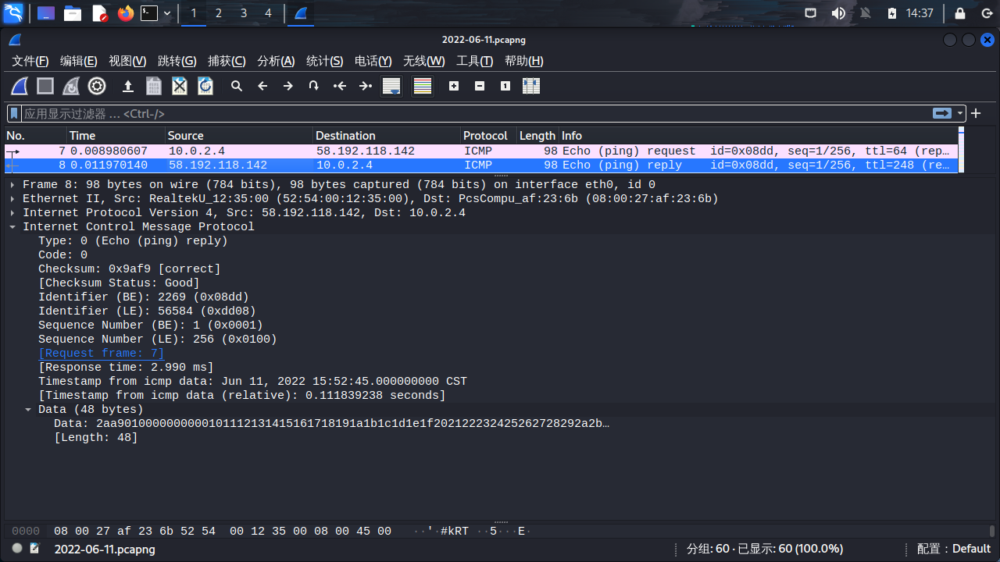 1 2 3 4 14:37
2022-06-11.pcapng
文件(F) 编辑(E) 视图(V) 跳转(G) 捕获(C) 分析(A) 统计(S) 电话(Y) 无线(W) 工具(T) 帮助(H)
应用显示过滤器 … <Ctrl-/>
No. Time Source Destination Protocol Length Info
7 0.008980607 10.0.2.4 58.192.118.142 ICMP 98 Echo (ping) request id=0x08dd, seq=1/256, ttl=64 (rep…
8 0.011970140 58.192.118.142 10.0.2.4 ICMP 98 Echo (ping) reply id=0x08dd, seq=1/256, ttl=248 (re…
Frame 8: 98 bytes on wire (784 bits), 98 bytes captured (784 bits) on interface eth0, id 0
Ethernet II, Src: RealtekU_12:35:00 (52:54:00:12:35:00), Dst: PcsCompu_af:23:6b (08:00:27:af:23:6b)
Internet Protocol Version 4, Src: 58.192.118.142, Dst: 10.0.2.4
Internet Control Message Protocol
Type: 0 (Echo (ping) reply)
Code: 0
Checksum: 0x9af9 [correct]
[Checksum Status: Good]
Identifier (BE): 2269 (0x08dd)
Identifier (LE): 56584 (0xdd08)
Sequence Number (BE): 1 (0x0001)
Sequence Number (LE): 256 (0x0100)
[Request frame: 7]
[Response time: 2.990 ms]
Timestamp from icmp data: Jun 11, 2022 15:52:45.000000000 CST
[Timestamp from icmp data (relative): 0.111839238 seconds]
Data (48 bytes)
Data: 2aa9010000000000101112131415161718191a1b1c1d1e1f202122232425262728292a2b…
[Length: 48]
0000 08 00 27 af 23 6b 52 54 00 12 35 00 08 00 45 00 ··'·#kRT ··5···E·
2022-06-11.pcapng 分组: 60 · 已显示: 60 (100.0%) 配置：Default